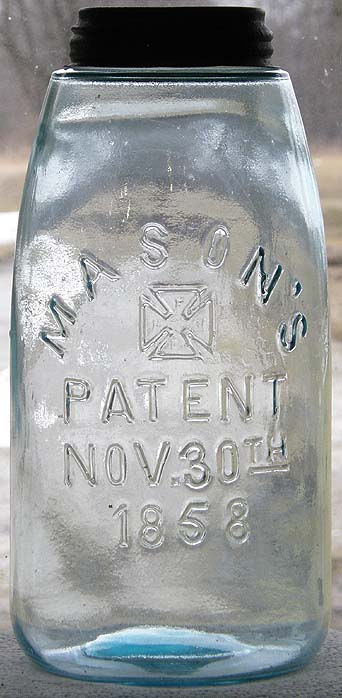 MASON'S
PATENT
NOV.30TH
1858